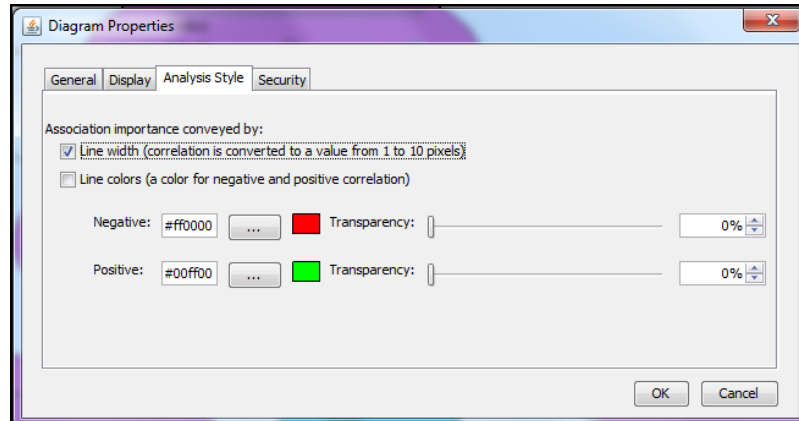 Diagram Properties
General Display Analysis Style Security
Association importance conveyed by:
Line width (correlation is converted to a value from 1 to 10 pixels)
Line colors (a color for negative and positive correlation)
Negative: #ff0000 ... Transparency: 0%
Positive: #00ff00 ... Transparency: 0%
OK Cancel